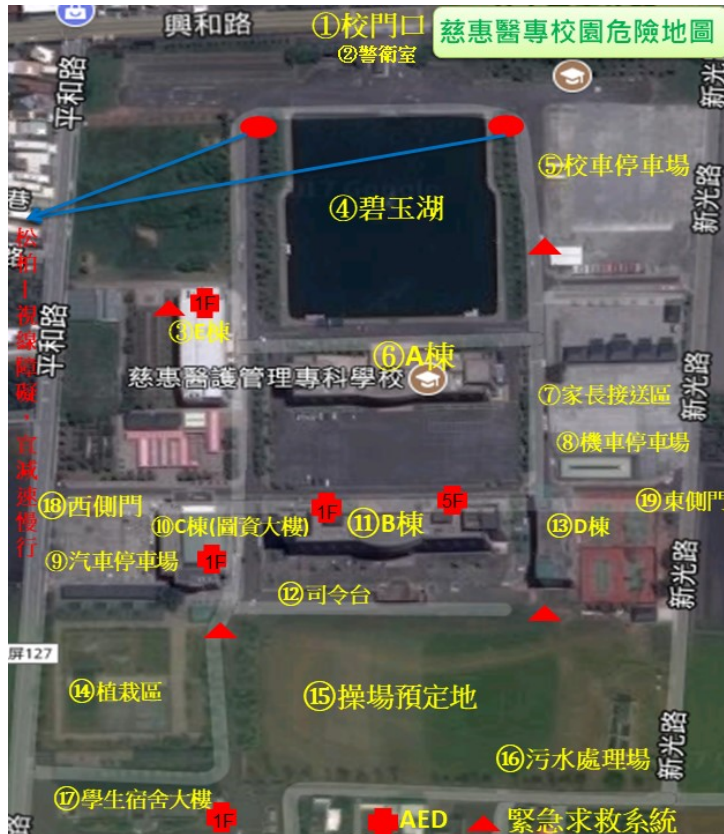 興和路
①校門口
慈惠醫專校園危險地圖
②警衛室
平和路
新光路
⑤校車停車場
④碧玉湖
巷
路
松柏-視線障礙，宜減速慢行
平和路
1F
③E棟
⑥A棟
慈惠醫護管理專科學校
新光路
⑦家長接送區
⑧機車停車場
⑱西側門
1F
5F
⑲東側門
⑩C棟(圖資大樓)
⑪B棟
⑬D棟
⑨汽車停車場
1F
新光路
⑫司令台
屏127
⑭植栽區
⑮操場預定地
⑯污水處理場
新光路
⑰學生宿舍大樓
1F
AED
緊急求救系統
路